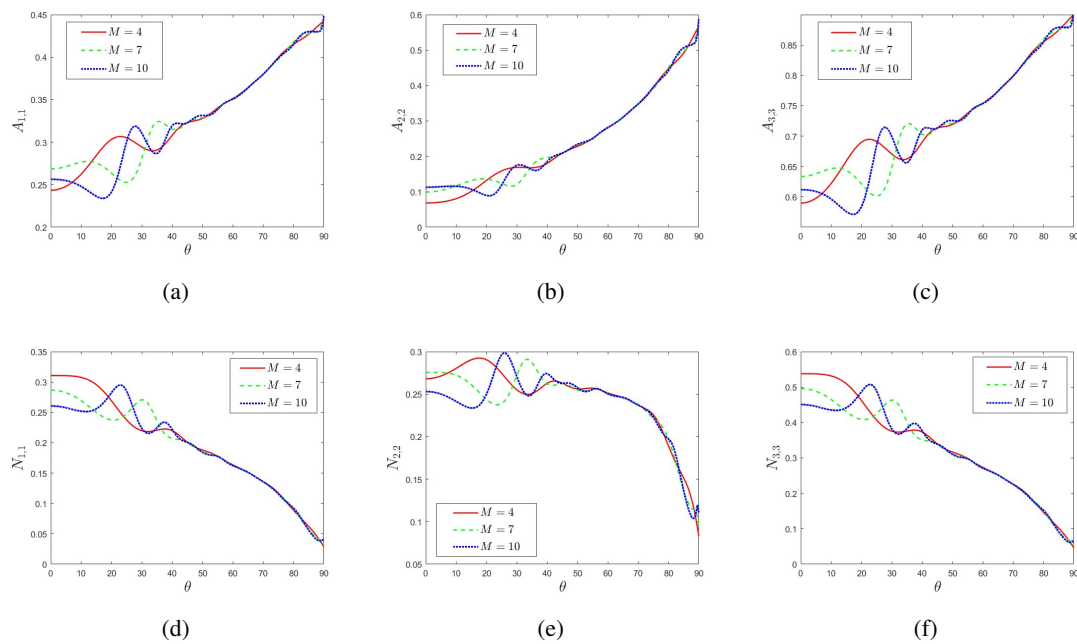 0.45
0.4
0.35
0.3
0.25
0.2
A1,1
0 10 20 30 40 50 60 70 80 90
θ
M = 4
M = 7
M = 10
(a)
0.6
0.5
0.4
0.3
0.2
0.1
0
A2,2
0 10 20 30 40 50 60 70 80 90
θ
M = 4
M = 7
M = 10
(b)
0.85
0.8
0.75
0.7
0.65
0.6
A3,3
0 10 20 30 40 50 60 70 80 90
θ
M = 4
M = 7
M = 10
(c)
0.35
0.3
0.25
0.2
0.15
0.1
0.05
0
N1,1
0 10 20 30 40 50 60 70 80 90
θ
M = 4
M = 7
M = 10
(d)
0.3
0.25
0.2
0.15
0.1
0.05
N2,2
0 10 20 30 40 50 60 70 80 90
θ
M = 4
M = 7
M = 10
(e)
0.6
0.5
0.4
0.3
0.2
0.1
0
N3,3
0 10 20 30 40 50 60 70 80 90
θ
M = 4
M = 7
M = 10
(f)